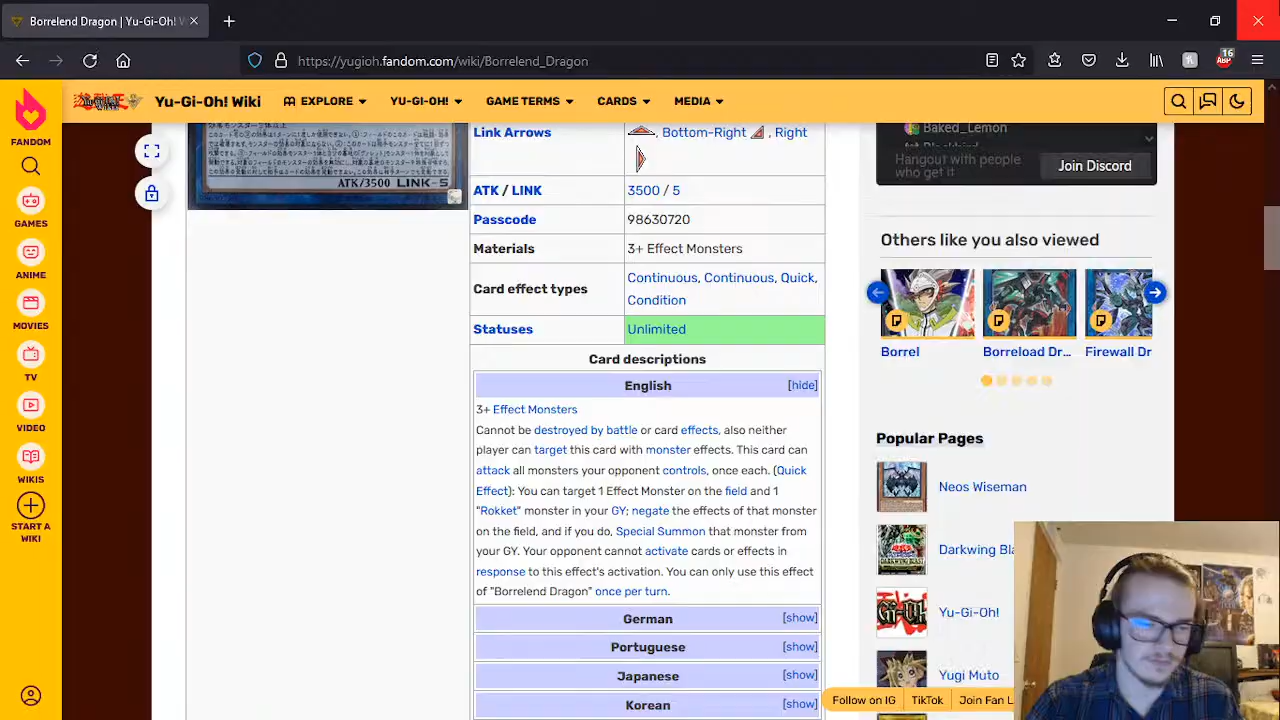 Borrelend Dragon | Yu-Gi-Oh! W
https://yugioh.fandom.com/wiki/Borrelend_Dragon
16
ABP
FANDOM
GAMES
ANIME
MOVIES
TV
VIDEO
WIKIS
START A
WIKI
Yu-Gi-Oh! Wiki
EXPLORE
YU-GI-OH!
GAME TERMS
CARDS
MEDIA
ATK/3500 LINK-5
Link Arrows
, Bottom-Right , Right
ATK / LINK
3500 / 5
Passcode
98630720
Materials
3+ Effect Monsters
Card effect types
Continuous, Continuous, Quick,
Condition
Statuses
Unlimited
Card descriptions
English [hide]
3+ Effect Monsters
Cannot be destroyed by battle or card effects, also neither
player can target this card with monster effects. This card can
attack all monsters your opponent controls, once each. (Quick
Effect): You can target 1 Effect Monster on the field and 1
"Rokket" monster in your GY; negate the effects of that monster
on the field, and if you do, Special Summon that monster from
your GY. Your opponent cannot activate cards or effects in
response to this effect's activation. You can only use this effect
of "Borrelend Dragon" once per turn.
German [show]
Portuguese [show]
Japanese [show]
Korean [show]
Baked_Lemon
Hangout with people
who get it
Join Discord
Others like you also viewed
Borrel
Borreload Dr...
Firewall Dr
Popular Pages
Neos Wiseman
Darkwing Bla
Yu-Gi-Oh!
Yugi Muto
Follow on IG
TikTok
Join Fan L